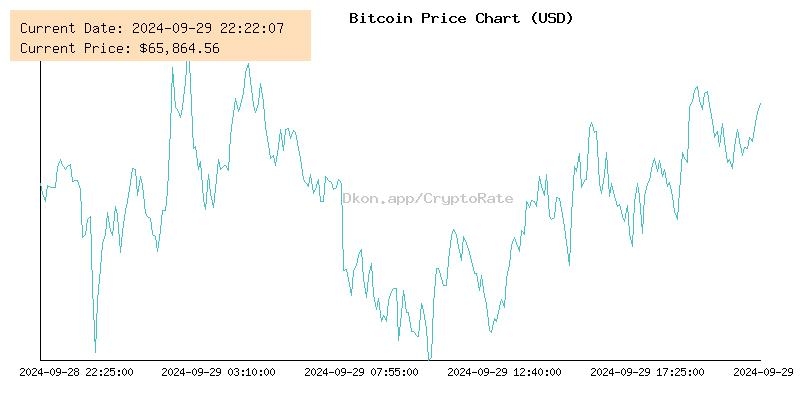 Bitcoin Price Chart (USD)
Current Date: 2024-09-29 22:22:07
Current Price: $65,864.56
Dkon.app/CryptoRate
2024-09-28 22:25:00 2024-09-29 03:10:00 2024-09-29 07:55:00 2024-09-29 12:40:00 2024-09-29 17:25:00 2024-09-29